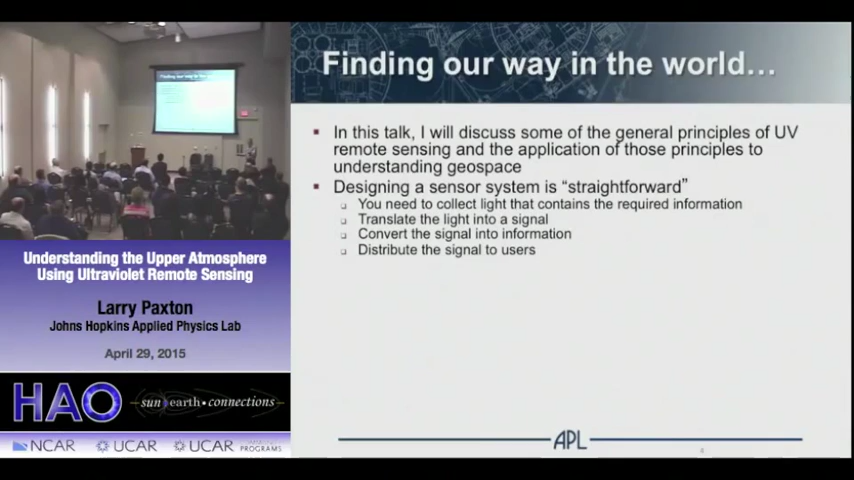 Finding our way in the world...
In this talk, I will discuss some of the general principles of UV
remote sensing and the application of those principles to
understanding geospace
Designing a sensor system is “straightforward”
You need to collect light that contains the required information
Translate the light into a signal
Convert the signal into information
Distribute the signal to users
APL
Understanding the Upper Atmosphere
Using Ultraviolet Remote Sensing
Larry Paxton
Johns Hopkins Applied Physics Lab
April 29, 2015
HAO
sun earth • connections
NCAR
UCAR
UCAR
PROGRAMS